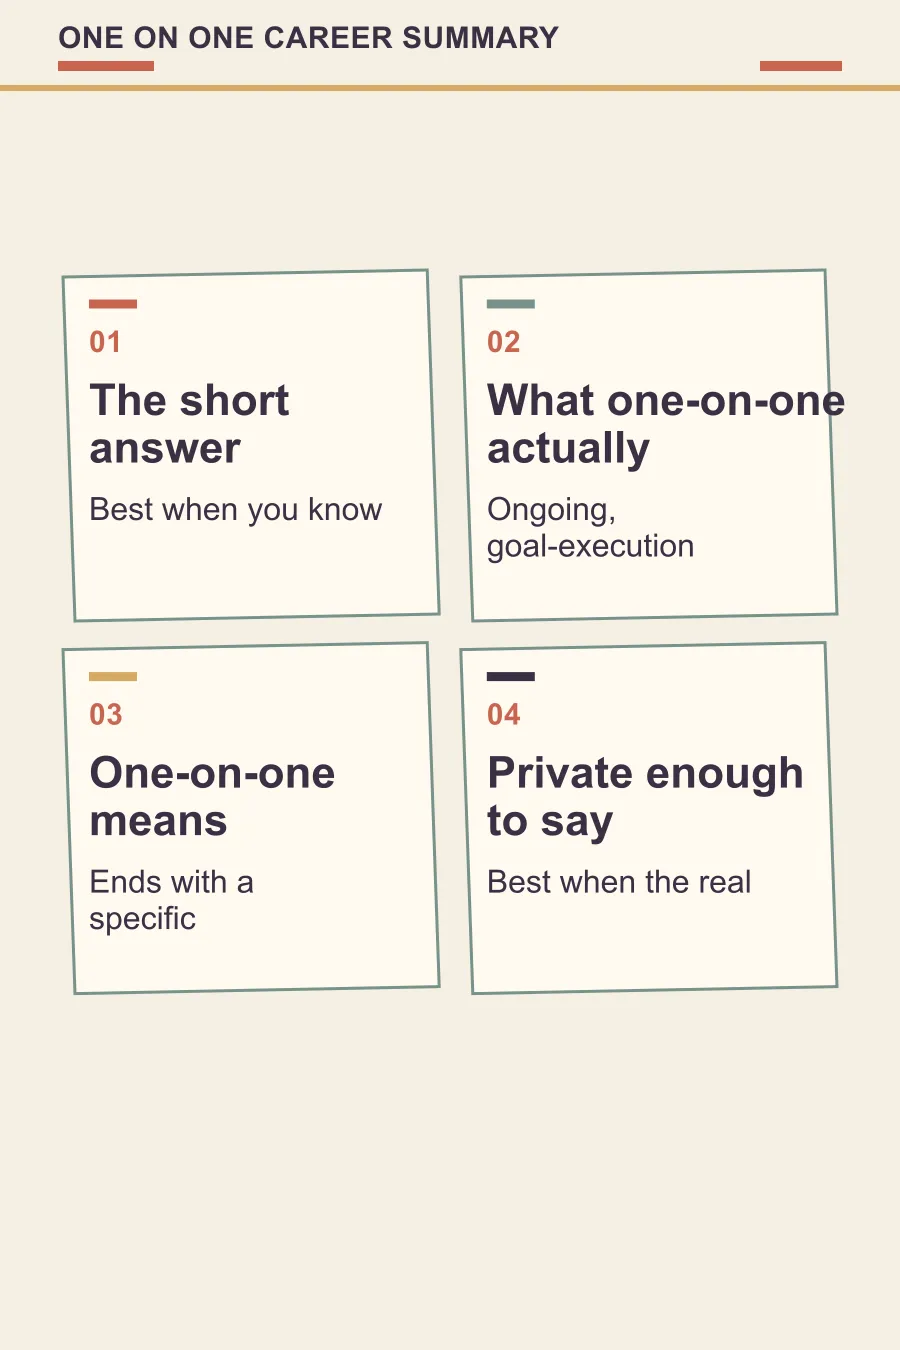 ONE ON ONE CAREER SUMMARY
01
The short
answer
Best when you know
02
What one-on-one
actually
Ongoing,
goal-execution
03
One-on-one
means
Ends with a
specific
04
Private enough
to say
Best when the real